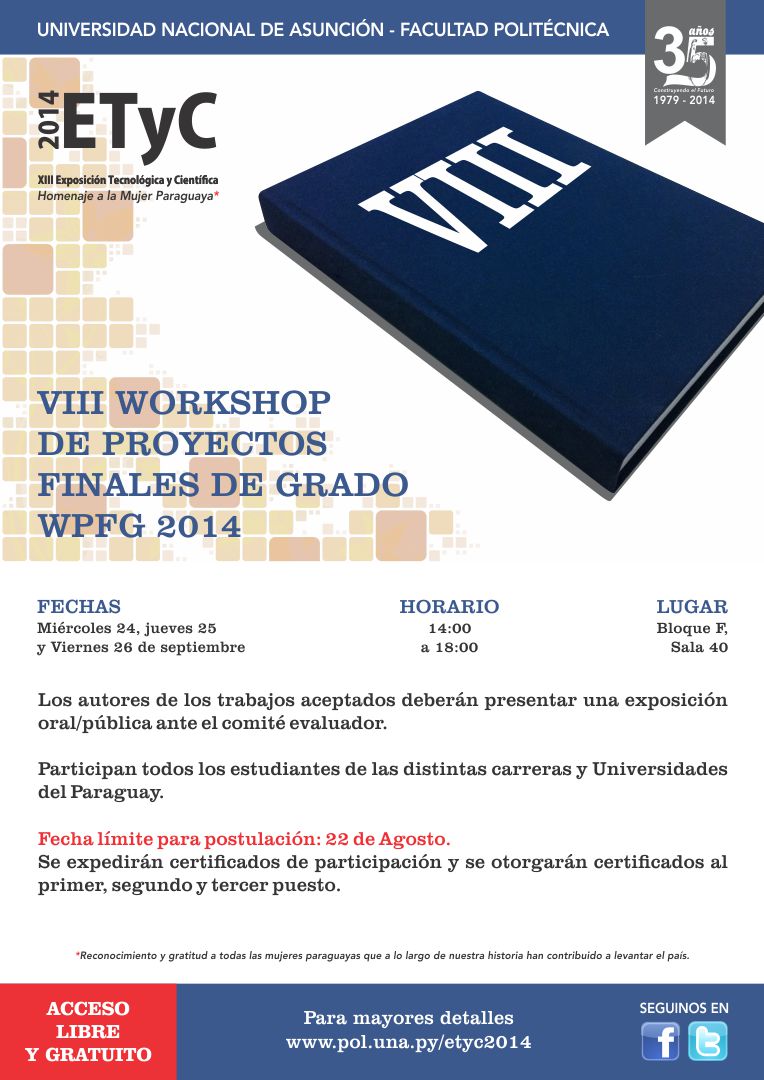 UNIVERSIDAD NACIONAL DE ASUNCIÓN - FACULTAD POLITÉCNICA
35 años
Construyendo el Futuro
1979 - 2014
2014
ETyC
XIII Exposición Tecnológica y Científica
Homenaje a la Mujer Paraguaya*
VIII
VIII WORKSHOP
DE PROYECTOS
FINALES DE GRADO
WPFG 2014
FECHAS
Miércoles 24, jueves 25
y Viernes 26 de septiembre
HORARIO
14:00
a 18:00
LUGAR
Bloque F,
Sala 40
Los autores de los trabajos aceptados deberán presentar una exposición
oral/pública ante el comité evaluador.
Participan todos los estudiantes de las distintas carreras y Universidades
del Paraguay.
Fecha límite para postulación: 22 de Agosto.
Se expedirán certificados de participación y se otorgarán certificados al
primer, segundo y tercer puesto.
*Reconocimiento y gratitud a todas las mujeres paraguayas que a lo largo de nuestra historia han contribuido a levantar el país.
ACCESO
LIBRE
Y GRATUITO
Para mayores detalles
www.pol.una.py/etyc2014
SEGUINOS EN
f t